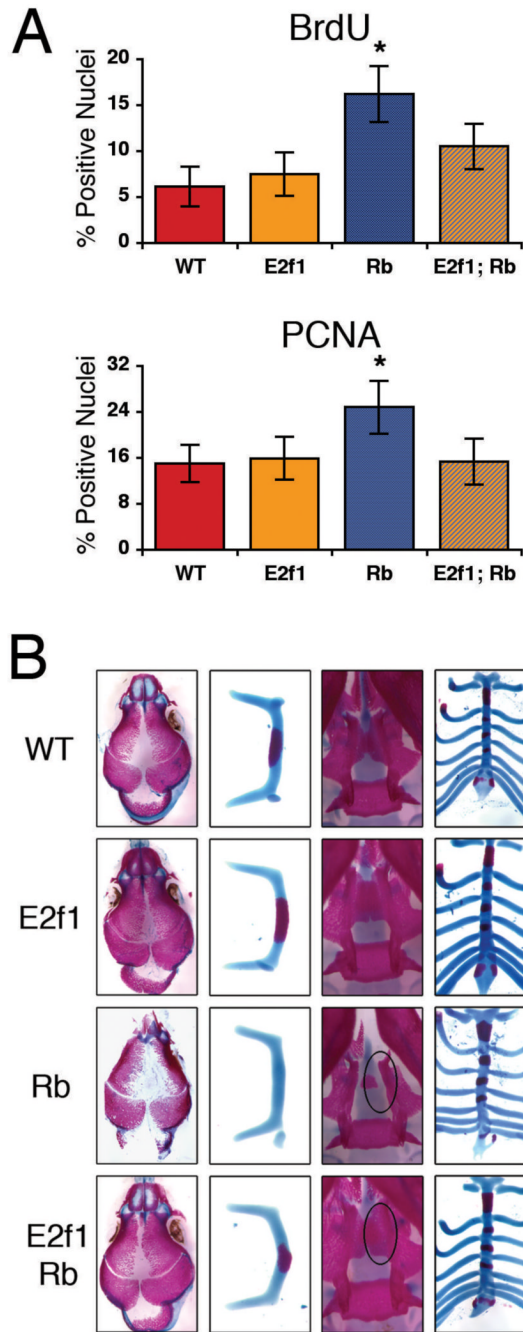 A
BrdU
% Positive Nuclei
20
15
10
5
0
*
WT E2f1 Rb E2f1; Rb
PCNA
% Positive Nuclei
32
24
16
8
0
*
WT E2f1 Rb E2f1; Rb
B
WT
E2f1
Rb
E2f1
Rb